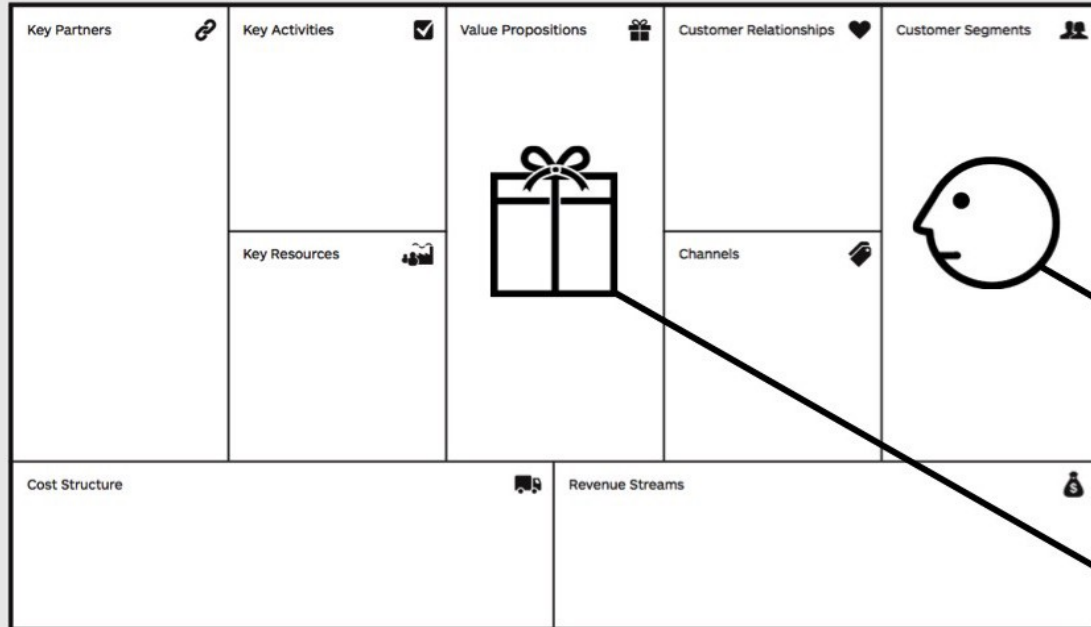 Key Partners
Key Activities
Value Propositions
Customer Relationships
Customer Segments
Key Resources
Channels
Cost Structure
Revenue Streams
$